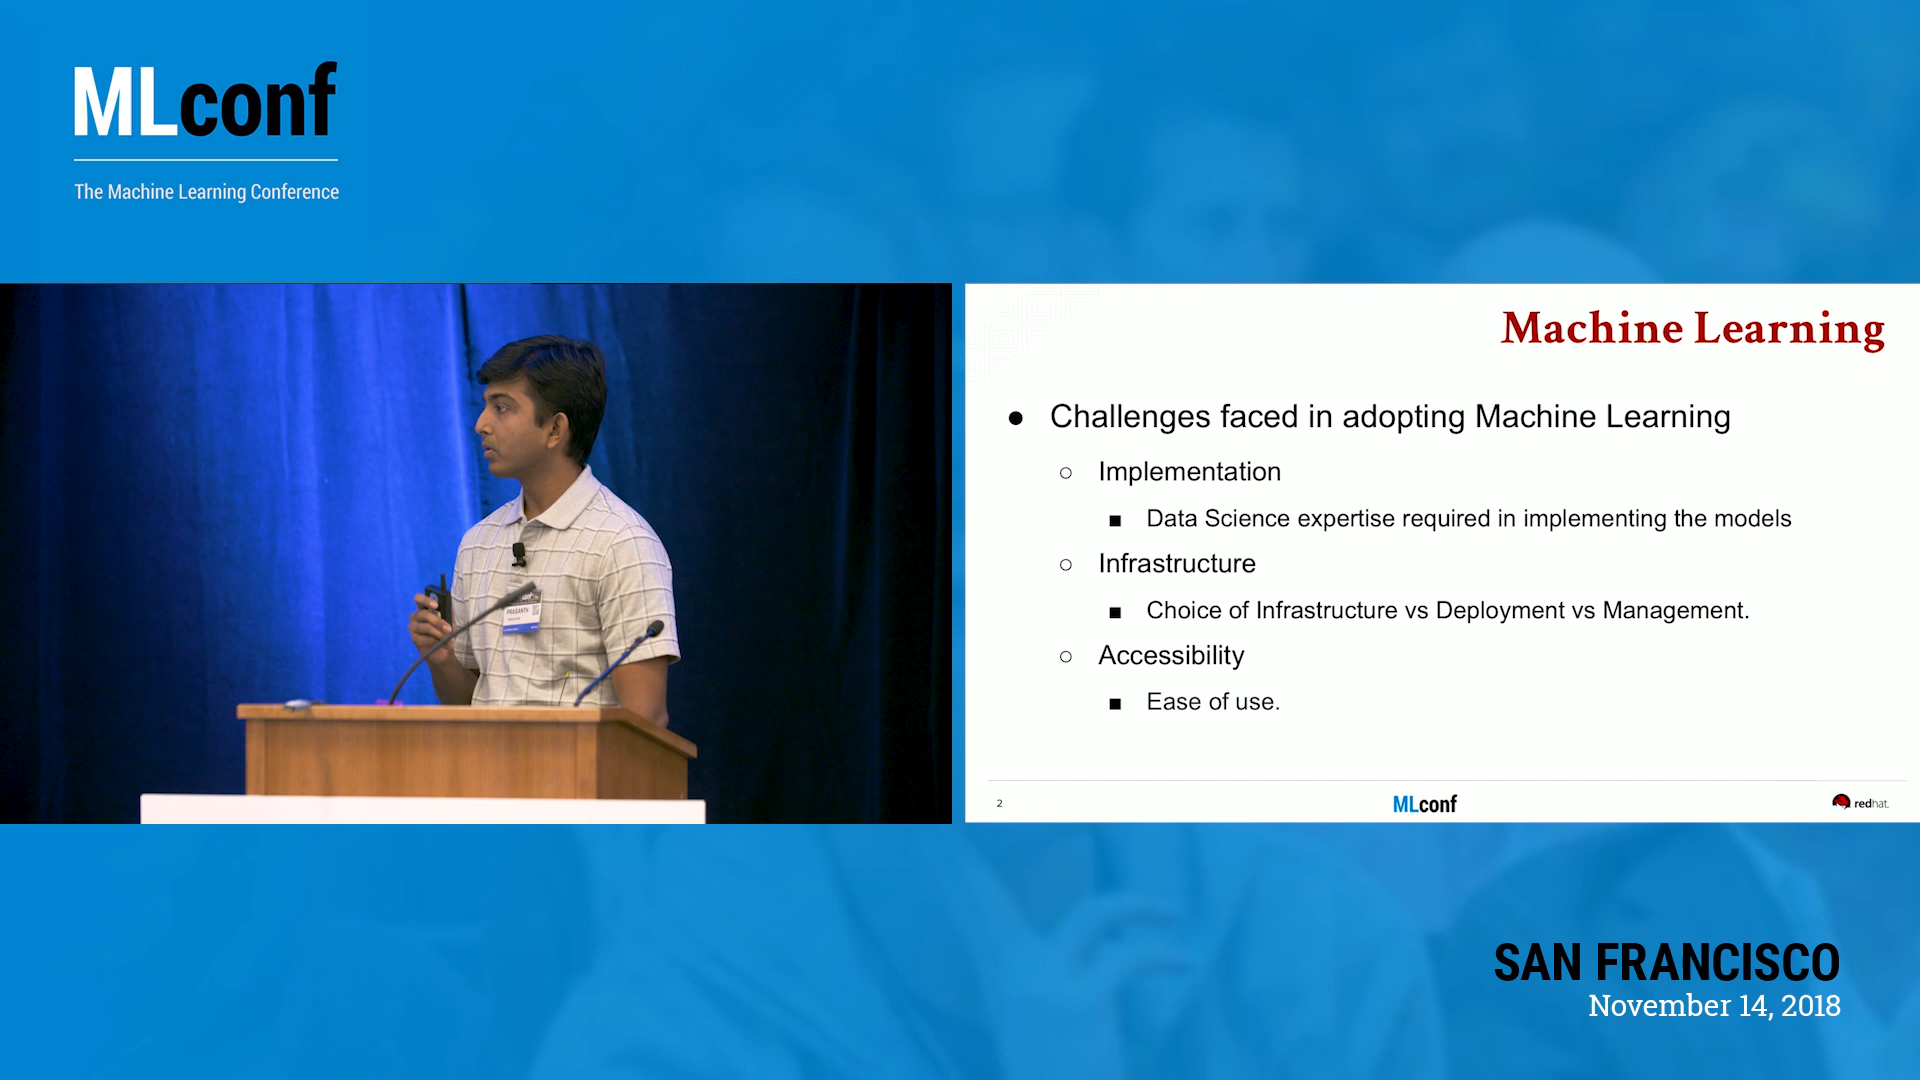 MLconf
The Machine Learning Conference
PRASANTH
Machine Learning
● Challenges faced in adopting Machine Learning
○ Implementation
■ Data Science expertise required in implementing the models
○ Infrastructure
■ Choice of Infrastructure vs Deployment vs Management.
○ Accessibility
■ Ease of use.
2
MLconf
redhat.
SAN FRANCISCO
November 14, 2018